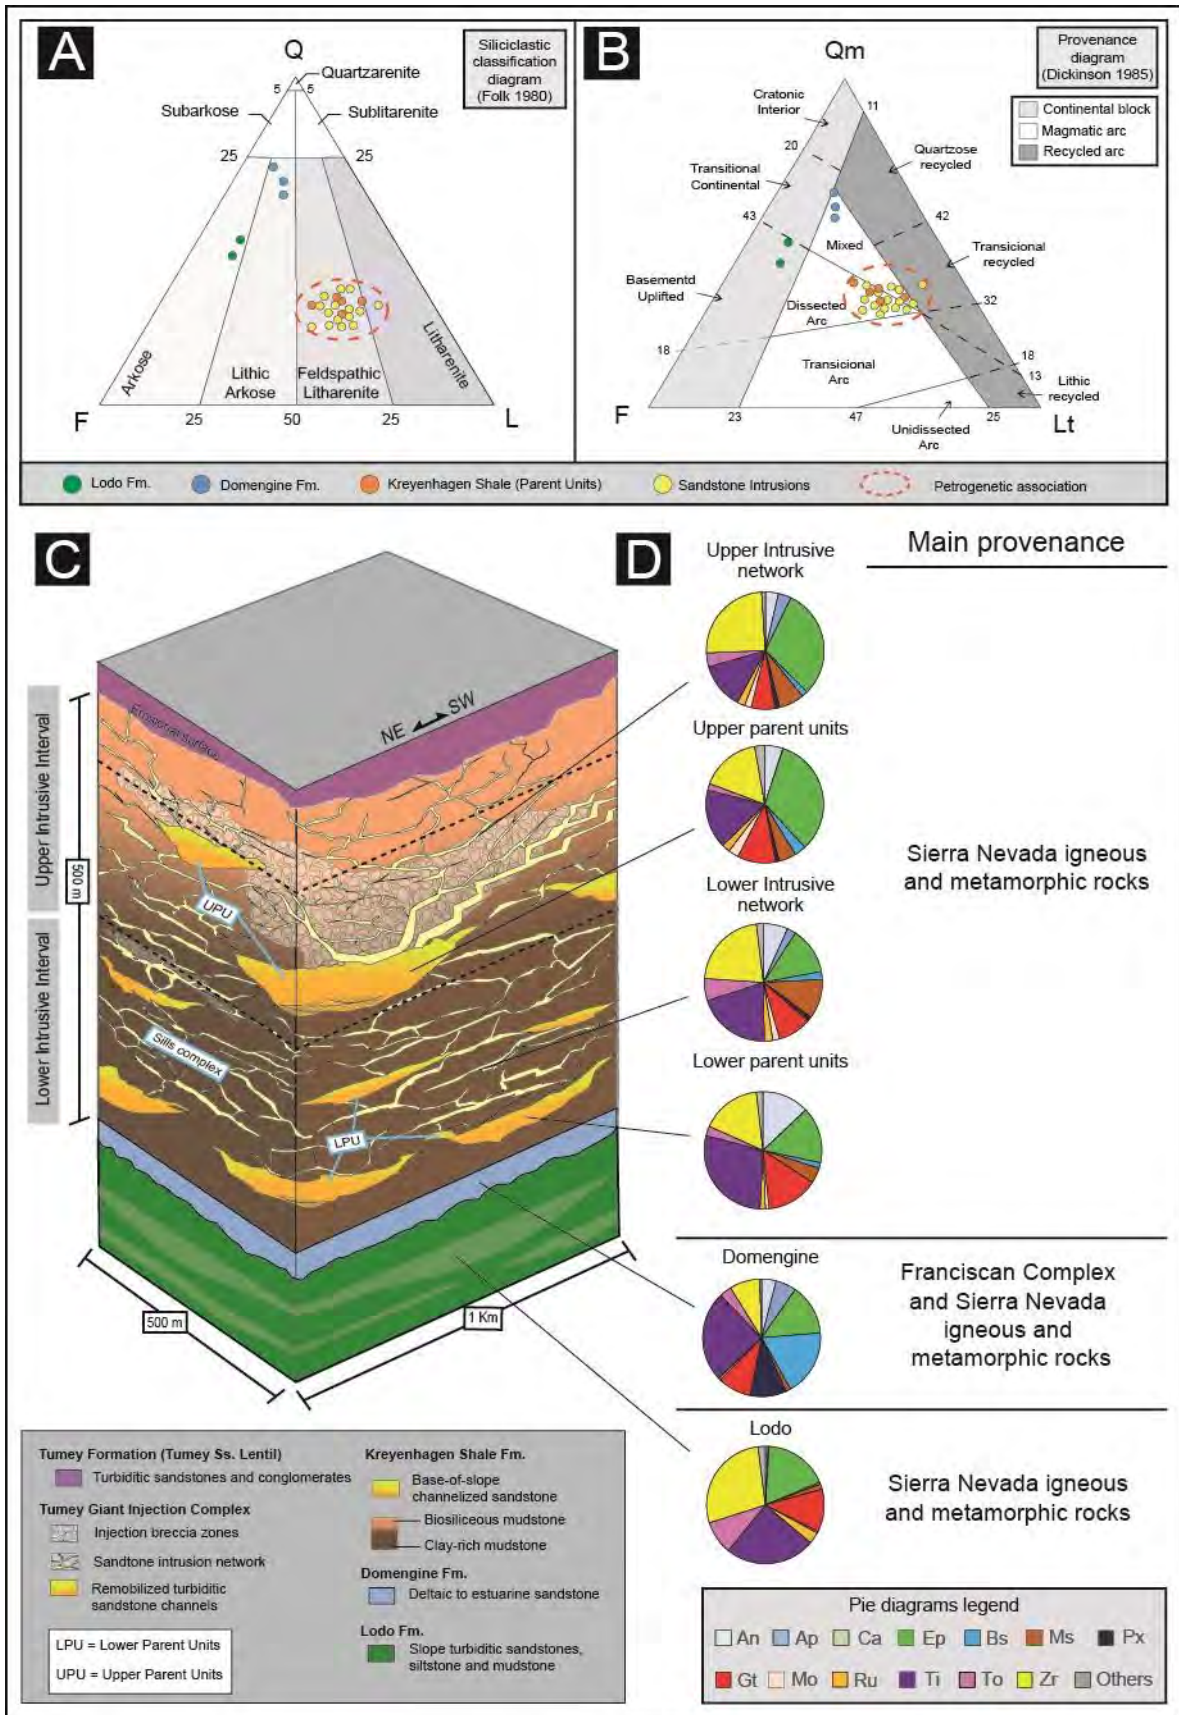 A
Q
Siliciclastic
classification
diagram
(Folk 1980)
Quartzarenite
5
5
Subarkose
Sublitarenite
25
25
Arkose
Lithic
Arkose
Feldspathic
Litharenite
Litharenite
F
25
50
25
L
B
Qm
Provenance
diagram
(Dickinson 1985)
Continental block
Magmatic arc
Recycled arc
Cratonic
Interior
11
20
Quartzose
recycled
Transitional
Continental
43
42
Mixed
Transicional
recycled
Basementd
Uplifted
Dissected
Arc
32
18
Transicional
Arc
18
13
Lithic
recycled
F
23
47
25
Lt
Unidissected
Arc
Lodo Fm.
Domengine Fm.
Kreyenhagen Shale (Parent Units)
Sandstone Intrusions
Petrogenetic association
C
Upper Intrusive Interval
Lower Intrusive Interval
500 m
Erosional surface
NE
SW
UPU
Sills complex
LPU
500 m
1 Km
D
Main provenance
Upper Intrusive
network
Upper parent units
Lower Intrusive
network
Lower parent units
Sierra Nevada igneous
and metamorphic rocks
Domengine
Franciscan Complex
and Sierra Nevada
igneous and
metamorphic rocks
Lodo
Sierra Nevada igneous
and metamorphic rocks
Tumey Formation (Tumey Ss. Lentil)
Turbiditic sandstones and conglomerates
Tumey Giant Injection Complex
Injection breccia zones
Sandtone intrusion network
Remobilized turbiditic
sandstone channels
LPU = Lower Parent Units
UPU = Upper Parent Units
Kreyenhagen Shale Fm.
Base-of-slope
channelized sandstone
Biosiliceous mudstone
Clay-rich mudstone
Domengine Fm.
Deltaic to estuarine sandstone
Lodo Fm.
Slope turbiditic sandstones,
siltstone and mudstone
Pie diagrams legend
An Ap Ca Ep Bs Ms Px
Gt Mo Ru Ti To Zr Others